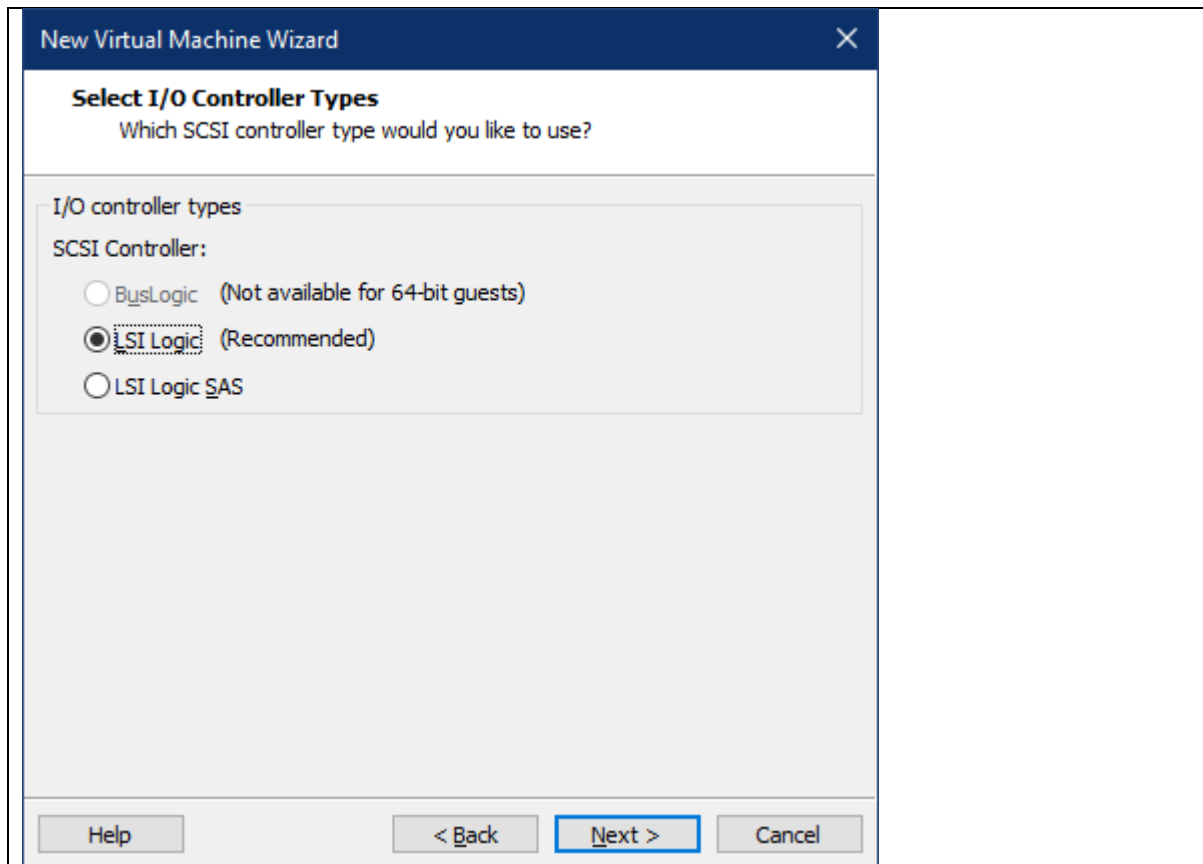 New Virtual Machine Wizard
Select I/O Controller Types
Which SCSI controller type would you like to use?
I/O controller types
SCSI Controller:
BusLogic (Not available for 64-bit guests)
LSI Logic (Recommended)
LSI Logic SAS
Help < Back Next > Cancel